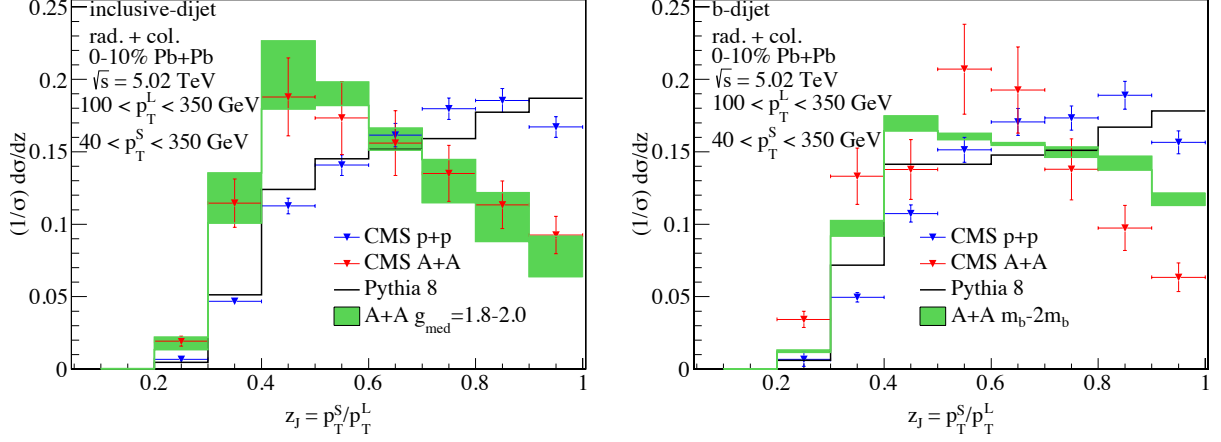 inclusive-dijet
rad. + col.
0-10% Pb+Pb
√s = 5.02 TeV
100 < p_T^L < 350 GeV
40 < p_T^S < 350 GeV
CMS p+p
CMS A+A
Pythia 8
A+A g_med=1.8-2.0
(1/σ) dσ/dz
0.25
0.2
0.15
0.1
0.05
0
0.2 0.4 0.6 0.8 1
z_J = p_T^S/p_T^L
b-dijet
rad. + col.
0-10% Pb+Pb
√s = 5.02 TeV
100 < p_T^L < 350 GeV
40 < p_T^S < 350 GeV
CMS p+p
CMS A+A
Pythia 8
A+A m_b-2m_b
(1/σ) dσ/dz
0.25
0.2
0.15
0.1
0.05
0
0.2 0.4 0.6 0.8 1
z_J = p_T^S/p_T^L